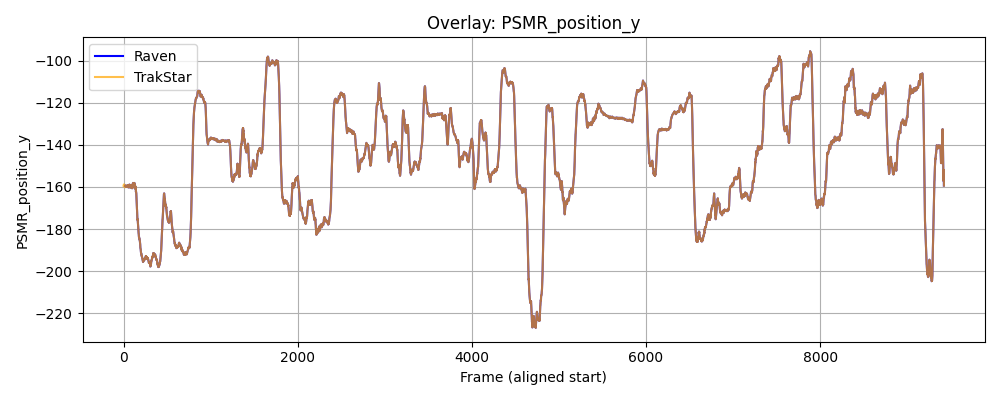 Overlay: PSMR_position_y
Raven
TrakStar
PSMR_position_y
−100
−120
−140
−160
−180
−200
−220
0 2000 4000 6000 8000
Frame (aligned start)